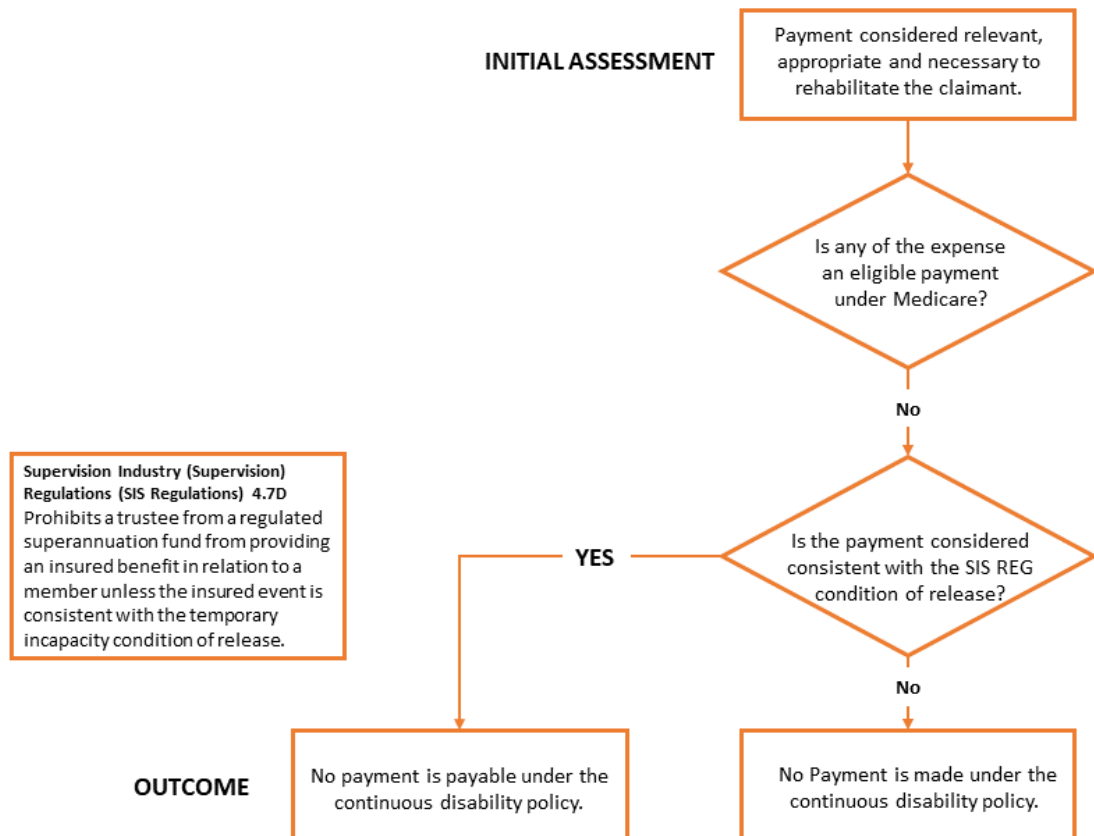 INITIAL ASSESSMENT
Payment considered relevant,
appropriate and necessary to
rehabilitate the claimant.
Is any of the expense
an eligible payment
under Medicare?
No
Supervision Industry (Supervision)
Regulations (SIS Regulations) 4.7D
Prohibits a trustee from a regulated
superannuation fund from providing
an insured benefit in relation to a
member unless the insured event is
consistent with the temporary
incapacity condition of release.
YES
Is the payment considered
consistent with the SIS REG
condition of release?
No
OUTCOME
No payment is payable under the
continuous disability policy.
No Payment is made under the
continuous disability policy.